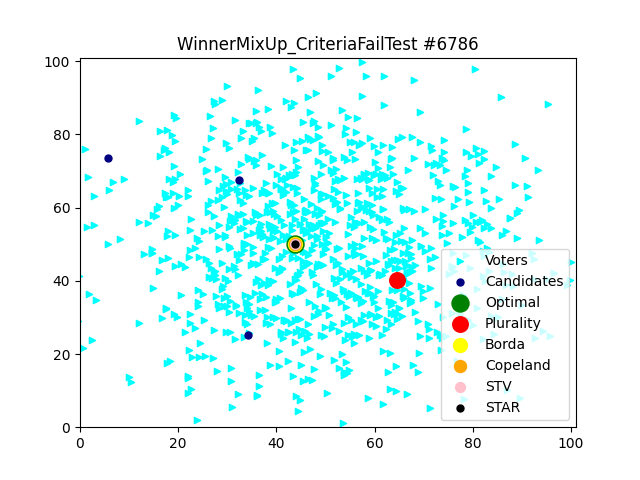 WinnerMixUp_CriteriaFailTest #6786
100
80
60
40
20
0
0
20
40
60
80
100
Voters
Candidates
Optimal
Plurality
Borda
Copeland
STV
STAR